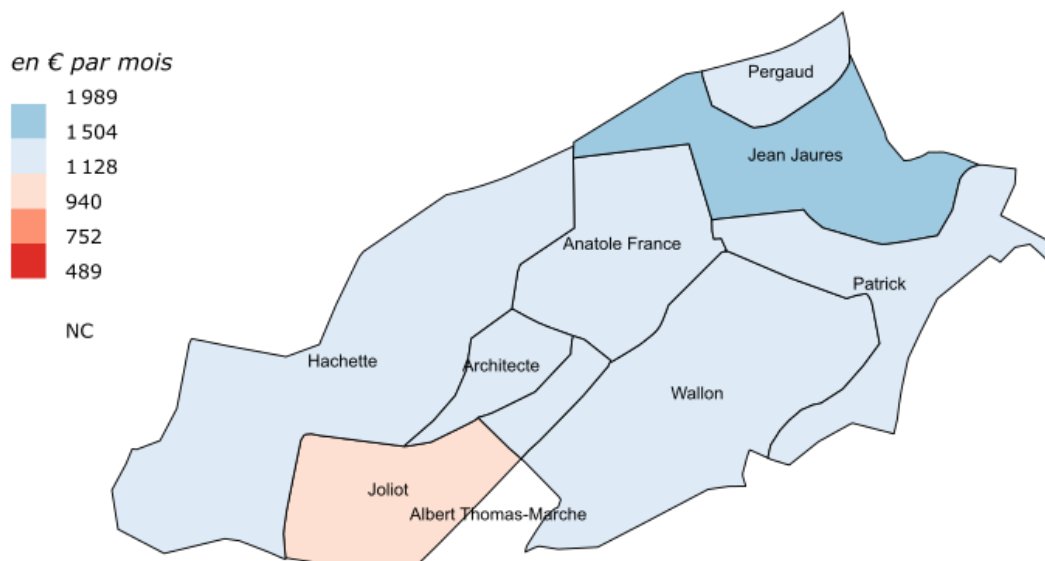 en € par mois
1 989
1 504
1 128
940
752
489
NC
Pergaud
Jean Jaures
Anatole France
Patrick
Hachette
Architecte
Wallon
Joliot
Albert Thomas-Marche